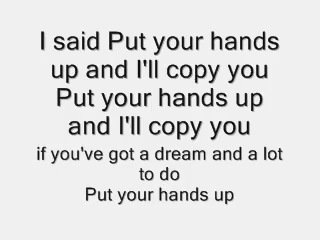 I said Put your hands
up and I'll copy you
Put your hands up
and I'll copy you
if you've got a dream and a lot
to do
Put your hands up